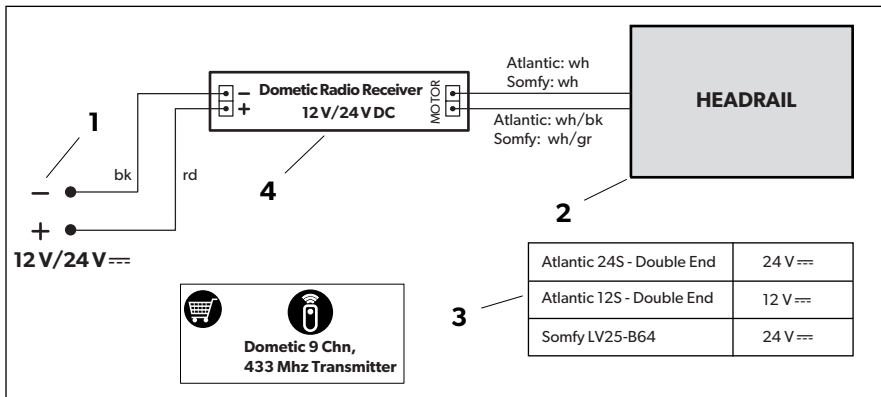 Atlantic: wh
Somfy: wh
Dometic Radio Receiver
12 V/24 V DC
− +
MOTOR
HEADRAIL
Atlantic: wh/bk
Somfy: wh/gr
1
bk
rd
4
2
−
+
12 V/24 V ⎓
3
Atlantic 24S - Double End 24 V ⎓
Atlantic 12S - Double End 12 V ⎓
Somfy LV25-B64 24 V ⎓
Dometic 9 Chn,
433 Mhz Transmitter